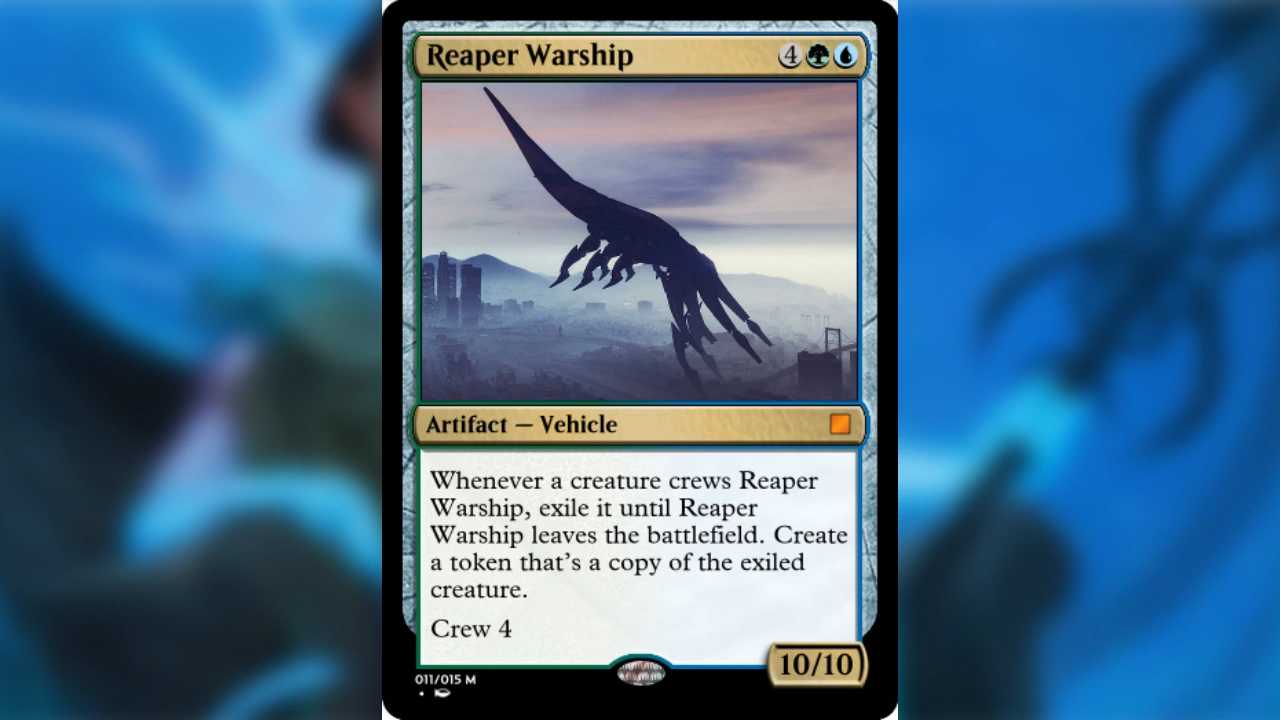 Reaper Warship 4
Artifact — Vehicle
Whenever a creature crews Reaper
Warship, exile it until Reaper
Warship leaves the battlefield. Create
a token that's a copy of the exiled
creature.
Crew 4
10/10
011/015 M